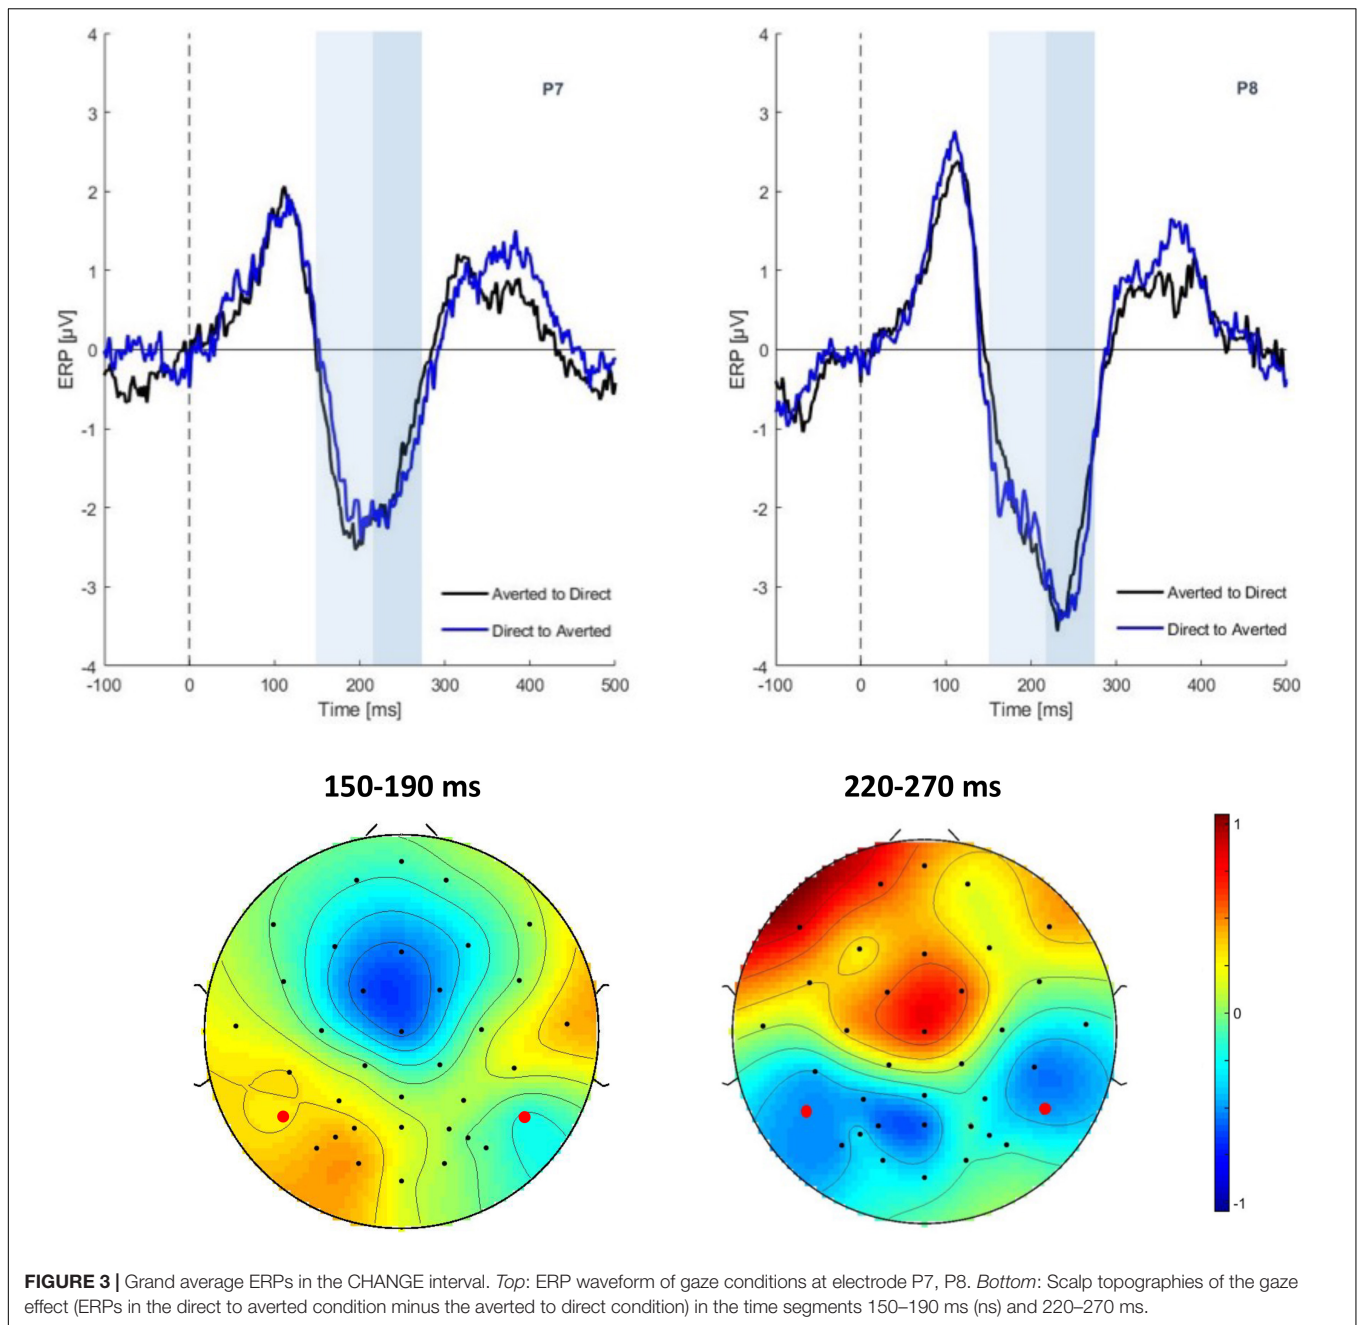 4
3
2
1
0
-1
-2
-3
-4
ERP [µV]
P7
Averted to Direct
Direct to Averted
-100 0 100 200 300 400 500
Time [ms]
4
3
2
1
0
-1
-2
-3
-4
ERP [µV]
P8
Averted to Direct
Direct to Averted
-100 0 100 200 300 400 500
Time [ms]
150-190 ms
220-270 ms
1
0
-1
FIGURE 3 | Grand average ERPs in the CHANGE interval. Top: ERP waveform of gaze conditions at electrode P7, P8. Bottom: Scalp topographies of the gaze
effect (ERPs in the direct to averted condition minus the averted to direct condition) in the time segments 150–190 ms (ns) and 220–270 ms.